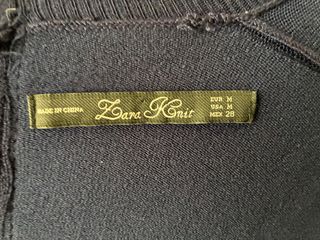 MADE IN CHINA
Zara Knit
EUR M
USA M
MEX 28